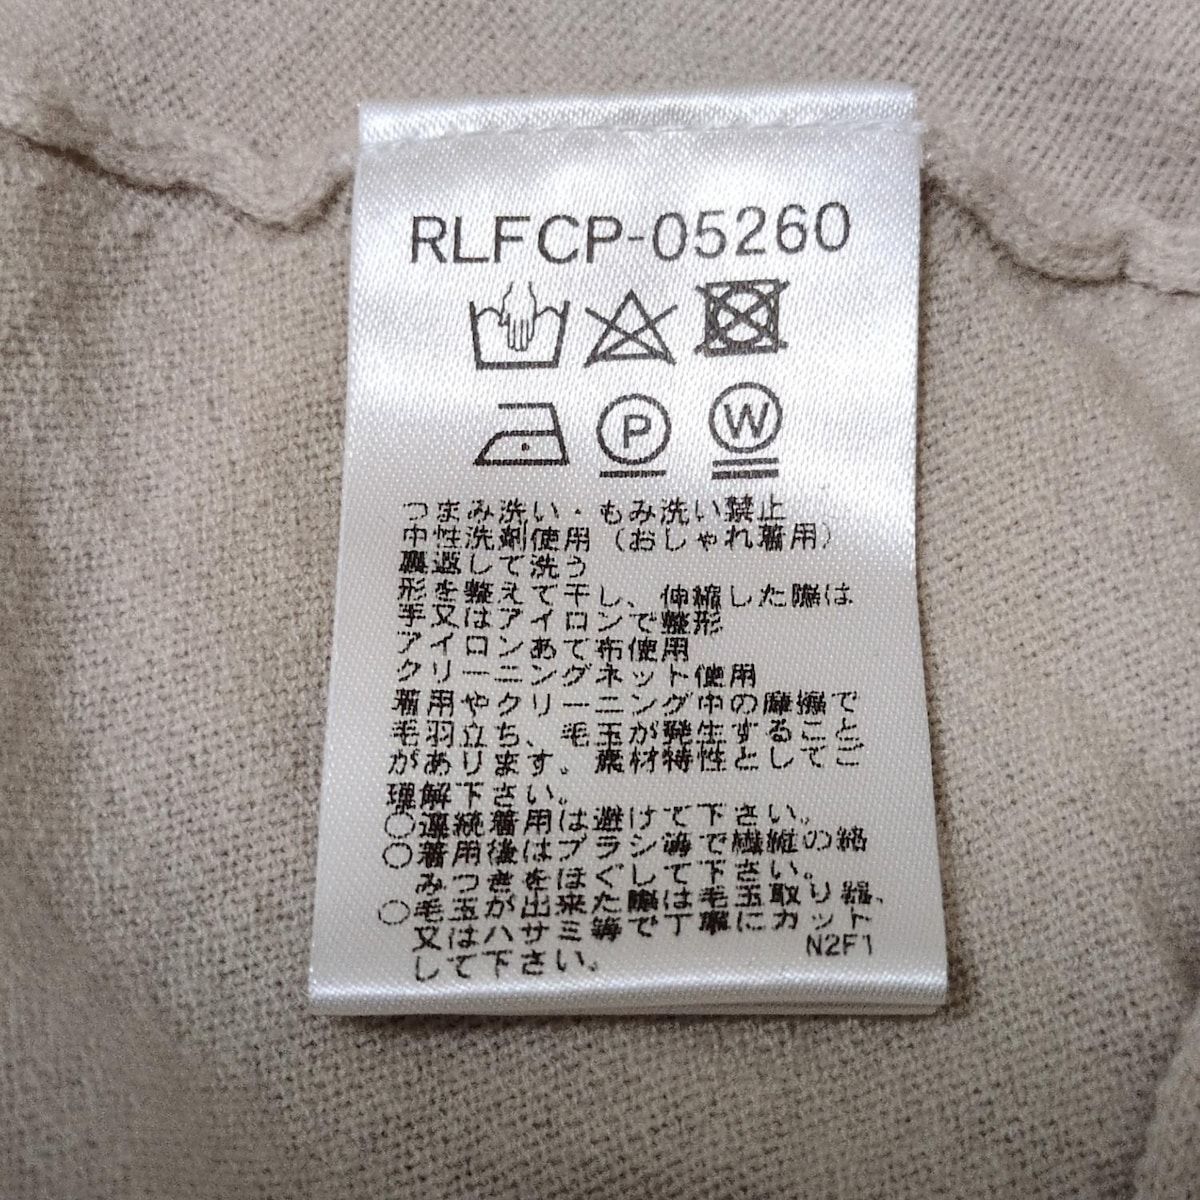 RLFCP-05260
P
W
つまみ洗い・もみ洗い禁止
中性洗剤使用（おしゃれ着用）
裏返して洗う
形を整えて干し、伸縮した際は
手又はアイロンで整形
アイロンあて布使用
クリーニングネット使用
着用やクリーニング中の摩擦で
毛羽立ち、毛玉が発生すること
があります。素材特性としてご
理解下さい。
○連続着用は避けて下さい。
○着用後はブラシ等で繊維の絡
みつきをほぐして下さい。
○毛玉が出来た際は毛玉取り器、
又はハサミ等で丁寧にカット
して下さい。
N2F1